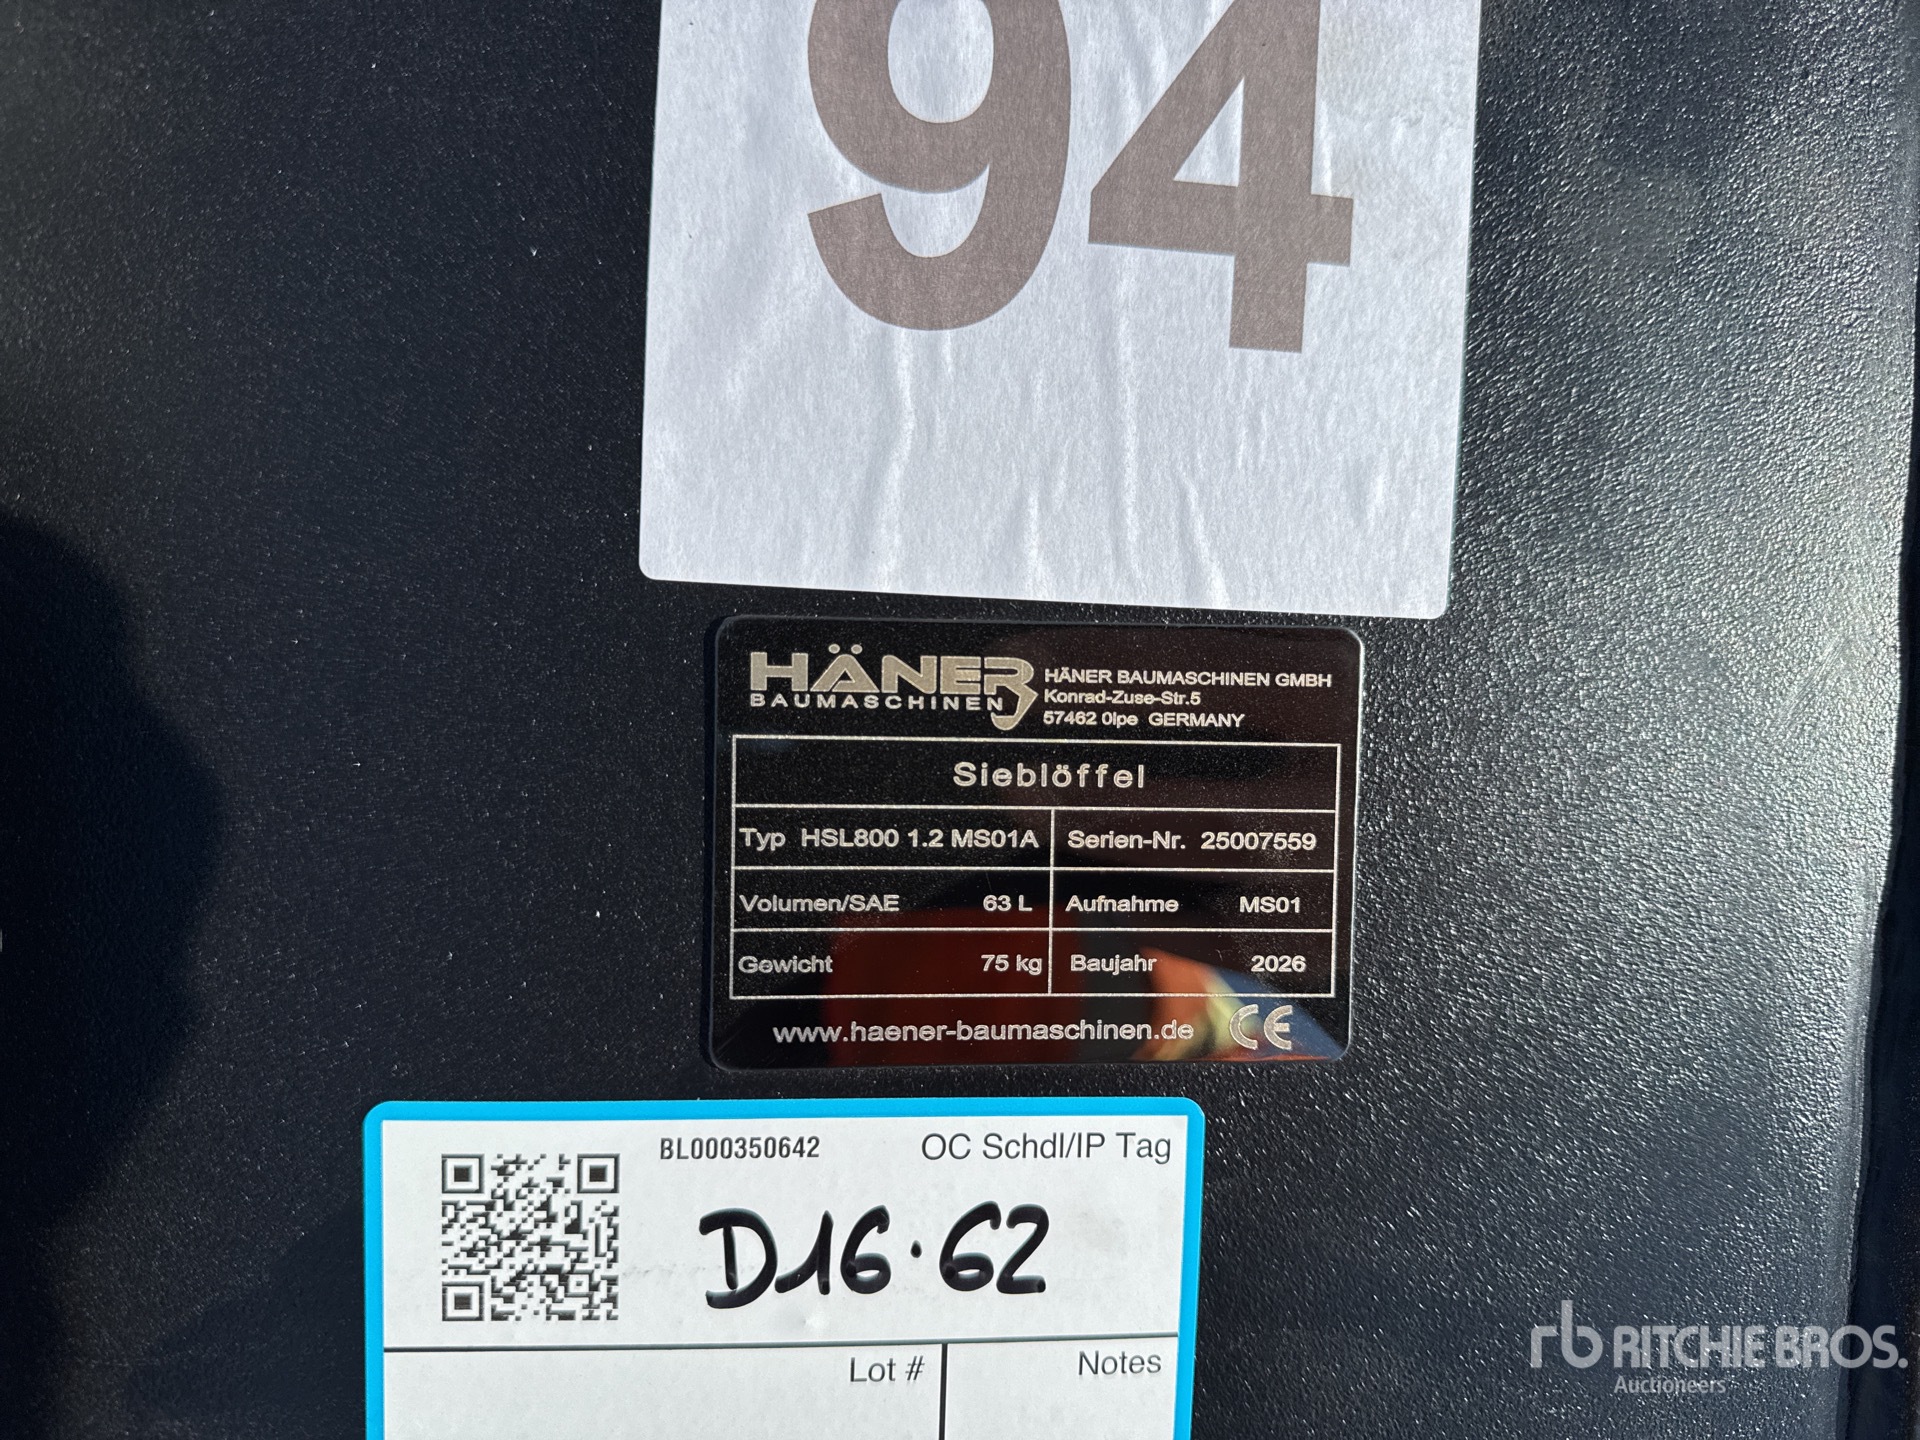 94
HÄNER
BAUMASCHINEN
HÄNER BAUMASCHINEN GMBH
Konrad-Zuse-Str.5
57462 Olpe GERMANY
Sieblöffel
Typ HSL800 1.2 MS01A
Serien-Nr. 25007559
Volumen/SAE 63 L
Aufnahme MS01
Gewicht 75 kg
Baujahr 2026
www.haener-baumaschinen.de CE
BL000350642
OC Schdl/IP Tag
D16.62
Lot #
Notes
rb RITCHIE BROS.
Auctioneers